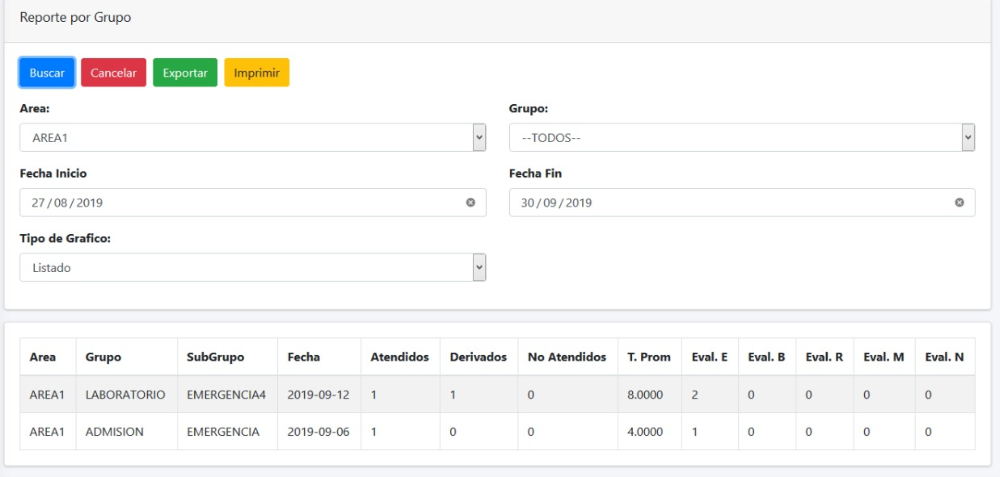 Reporte por Grupo
Buscar Cancelar Exportar Imprimir
Area: Grupo:
AREA1 --TODOS--
Fecha Inicio Fecha Fin
27 / 08 / 2019 30 / 09 / 2019
Tipo de Grafico:
Listado
Area Grupo SubGrupo Fecha Atendidos Derivados No Atendidos T. Prom Eval. E Eval. B Eval. R Eval. M Eval. N
AREA1 LABORATORIO EMERGENCIA4 2019-09-12 1 1 0 8.0000 2 0 0 0 0
AREA1 ADMISION EMERGENCIA 2019-09-06 1 0 0 4.0000 1 0 0 0 0